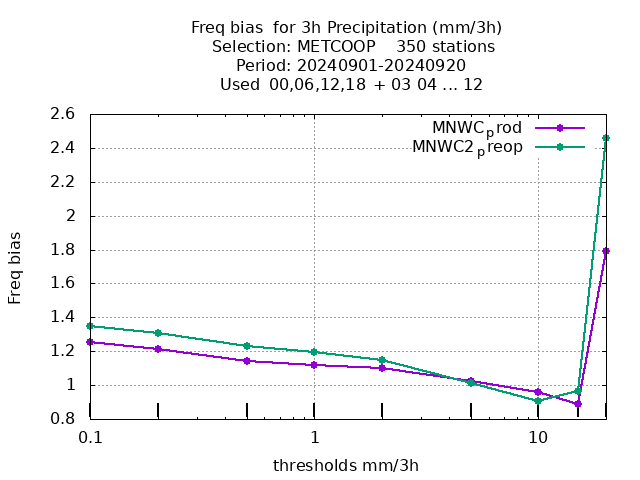 Freq bias  for 3h Precipitation (mm/3h)
Selection: METCOOP    350 stations
Period: 20240901-20240920
Used  00,06,12,18  + 03 04 ... 12
2.6
2.4
2.2
2
1.8
1.6
1.4
1.2
1
0.8
Freq bias
MNWCprod
MNWC2preop
0.1
1
10
thresholds mm/3h